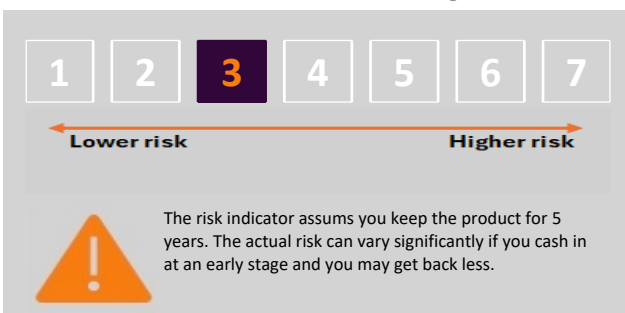 1 2 3 4 5 6 7
Lower risk Higher risk
The risk indicator assums you keep the product for 5
years. The actual risk can vary significantly if you cash in
at an early stage and you may get back less.